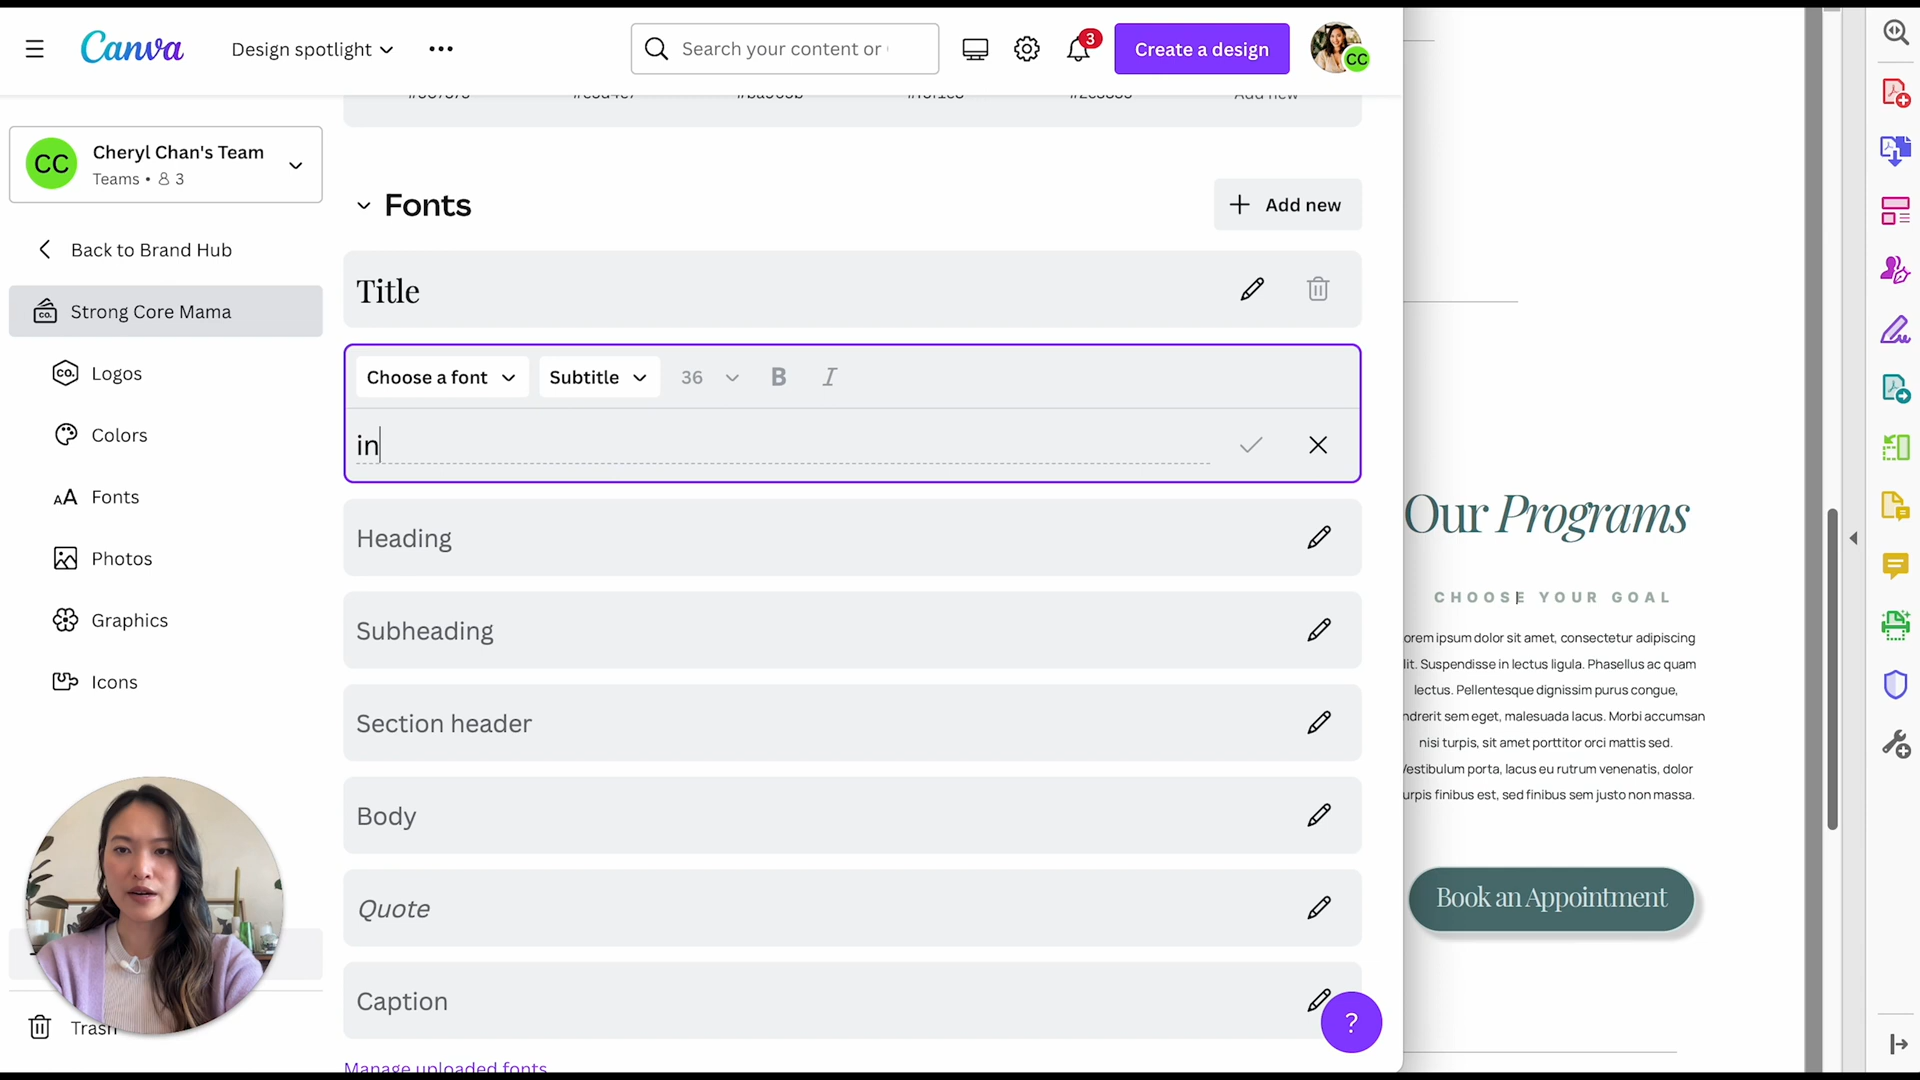 Canva
Design spotlight
Search your content or
3
Create a design
CC
Add new
CC
Cheryl Chan's Team
Teams • 3
Back to Brand Hub
Strong Core Mama
Logos
Colors
Fonts
Photos
Graphics
Icons
Trash
Fonts
Add new
Title
Choose a font
Subtitle
36
B
I
in
Heading
Subheading
Section header
Body
Quote
Caption
Manage uploaded fonts
?
Our Programs
CHOOSE YOUR GOAL
orem ipsum dolor sit amet, consectetur adipiscing
lit. Suspendisse in lectus ligula. Phasellus ac quam
lectus. Pellentesque dignissim purus congue,
ndrerit sem eget, malesuada lacus. Morbi accumsan
nisi turpis, sit amet porttitor orci mattis sed.
Vestibulum porta, lacus eu rutrum venenatis, dolor
urpis finibus est, sed finibus sem justo non massa.
Book an Appointment